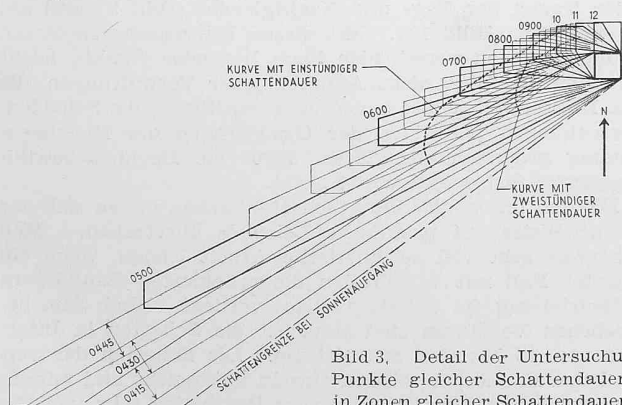 12
11
10
0900
0800
0700
KURVE MIT EINSTÜNDIGER
SCHATTENDAUER
0600
N
KURVE MIT
ZWEISTÜNDIGER
SCHATTENDAUER
0500
SCHATTENGRENZE BEI SONNENAUFGANG
0445
0430
0415
Bild 3. Detail der Untersuchu
Punkte gleicher Schattendauer
in Zonen gleicher Schattendauer